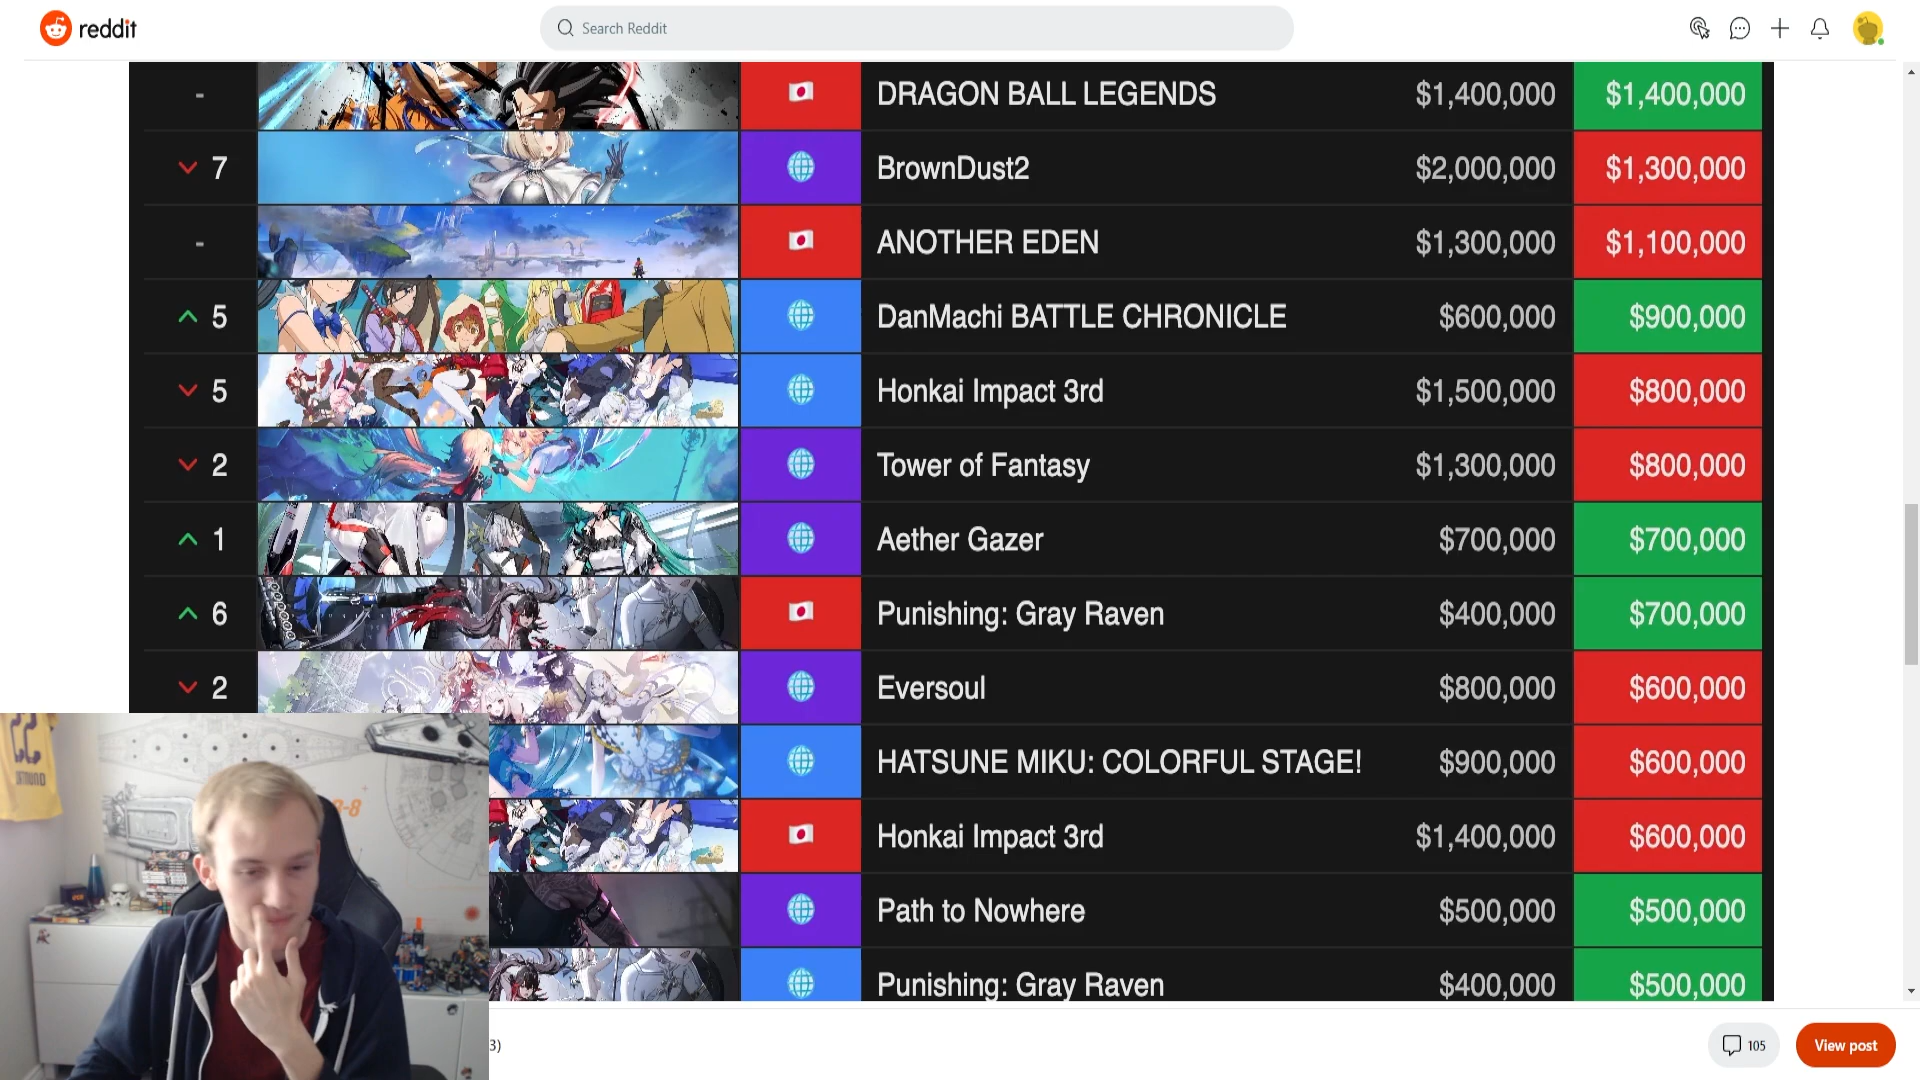 reddit
Search Reddit
- DRAGON BALL LEGENDS $1,400,000 $1,400,000
7 BrownDust2 $2,000,000 $1,300,000
- ANOTHER EDEN $1,300,000 $1,100,000
5 DanMachi BATTLE CHRONICLE $600,000 $900,000
5 Honkai Impact 3rd $1,500,000 $800,000
2 Tower of Fantasy $1,300,000 $800,000
1 Aether Gazer $700,000 $700,000
6 Punishing: Gray Raven $400,000 $700,000
2 Eversoul $800,000 $600,000
HATSUNE MIKU: COLORFUL STAGE! $900,000 $600,000
Honkai Impact 3rd $1,400,000 $600,000
Path to Nowhere $500,000 $500,000
Punishing: Gray Raven $400,000 $500,000
22
3)
105
View post